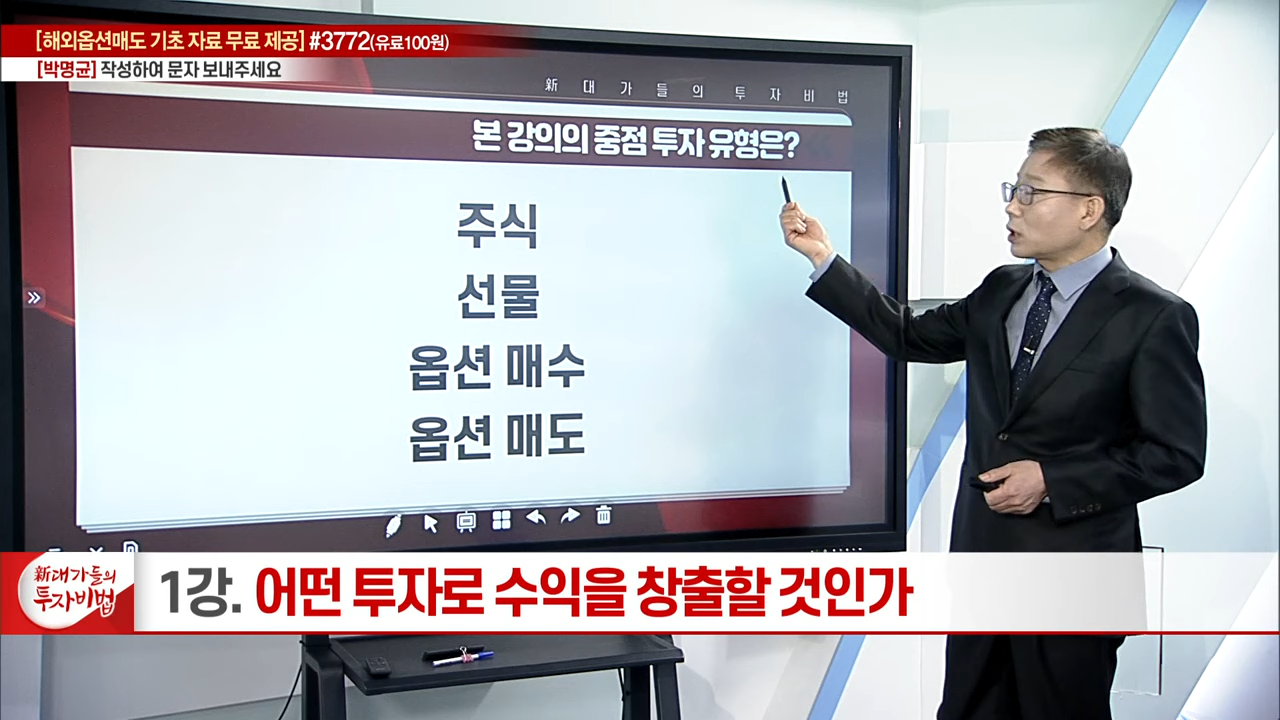 [해외옵션매도 기초 자료 무료 제공] #3772(유료100원)
[박명균] 작성하여 문자 보내주세요
新 대 가 들 의 투 자 비 법
본 강의의 중점 투자 유형은?
주식
선물
옵션 매수
옵션 매도
新대가들의
투자비법
1강. 어떤 투자로 수익을 창출할 것인가